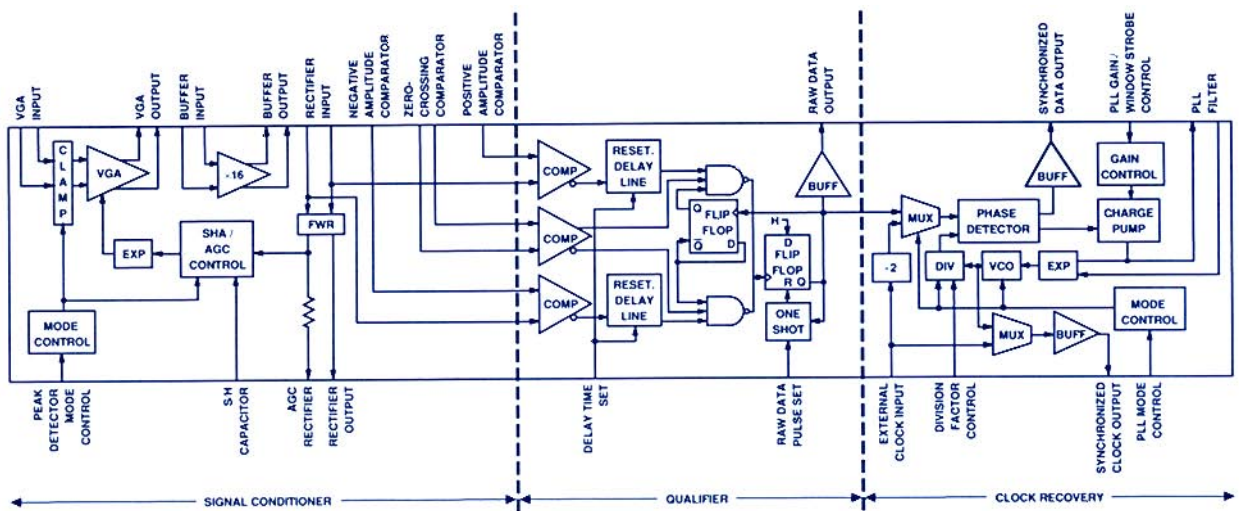 VGA
INPUT
VGA
OUTPUT
BUFFER
INPUT
BUFFER
OUTPUT
RECTIFIER
INPUT
NEGATIVE
AMPLITUDE
COMPARATOR
ZERO-
CROSSING
COMPARATOR
POSITIVE
AMPLITUDE
COMPARATOR
RAW DATA
OUTPUT
SYNCHRONIZED
DATA OUTPUT
PLL GAIN/
WINDOW STROBE
CONTROL
PLL
FILTER
CLAMP
VGA
-16
EXP
SHA /
AGC
CONTROL
FWR
MODE
CONTROL
COMP
COMP
COMP
RESET.
DELAY
LINE
RESET.
DELAY
LINE
Q
FLIP
FLOP
Q
D
H
D
FLIP
FLOP
R Q
ONE
SHOT
BUFF
MUX
-2
PHASE
DETECTOR
BUFF
GAIN
CONTROL
CHARGE
PUMP
DIV
VCO
EXP
MODE
CONTROL
MUX
BUFF
PEAK
DETECTOR
MODE
CONTROL
S/H
CAPACITOR
AGC
RECTIFIER
RECTIFIER
OUTPUT
DELAY TIME
SET
RAW DATA
PULSE SET
EXTERNAL
CLOCK INPUT
DIVISION
FACTOR
CONTROL
SYNCHRONIZED
CLOCK OUTPUT
PLL MODE
CONTROL
SIGNAL CONDITIONER
QUALIFIER
CLOCK RECOVERY